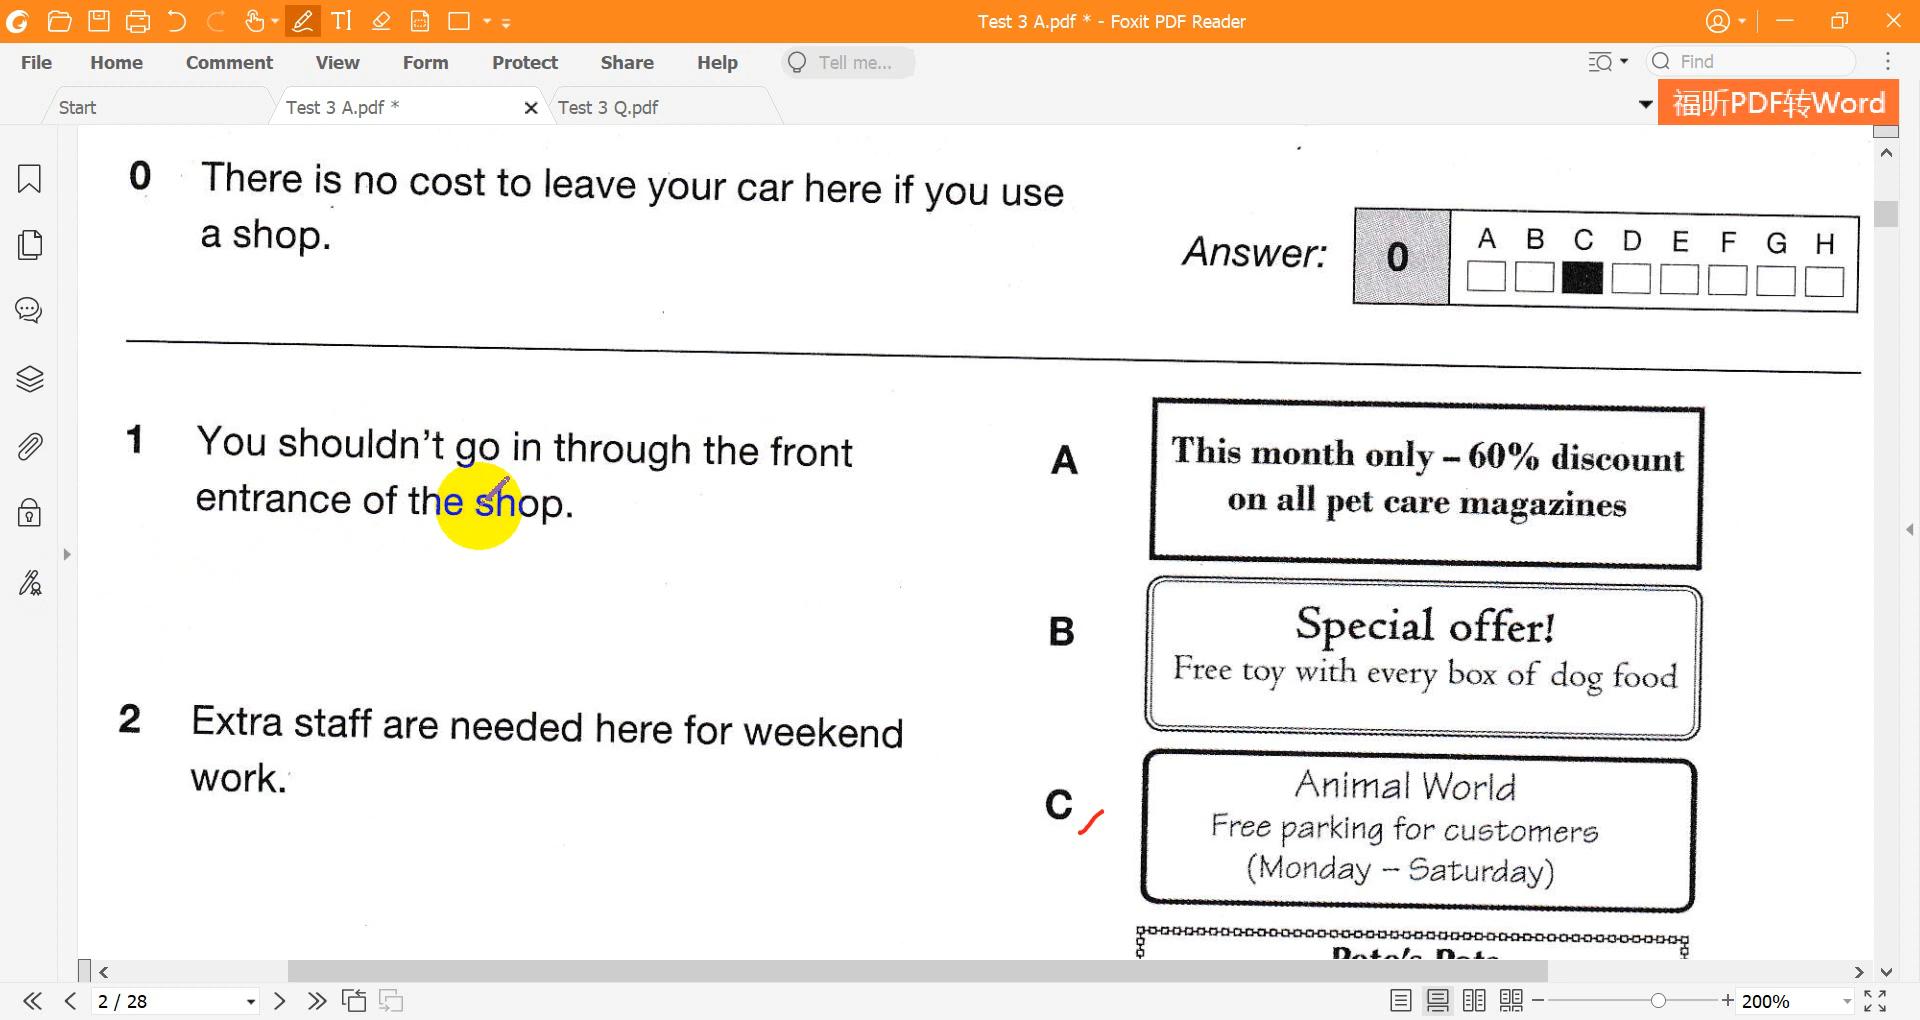 Test 3 A.pdf * - Foxit PDF Reader
File Home Comment View Form Protect Share Help Tell me... Find
Start Test 3 A.pdf * Test 3 Q.pdf 福昕PDF转Word
0 There is no cost to leave your car here if you use
a shop.
Answer: 0 A B C D E F G H
1 You shouldn't go in through the front
entrance of the shop.
A This month only – 60% discount
on all pet care magazines
B Special offer!
Free toy with every box of dog food
2 Extra staff are needed here for weekend
work.
C Animal World
Free parking for customers
(Monday – Saturday)
2 / 28 200%